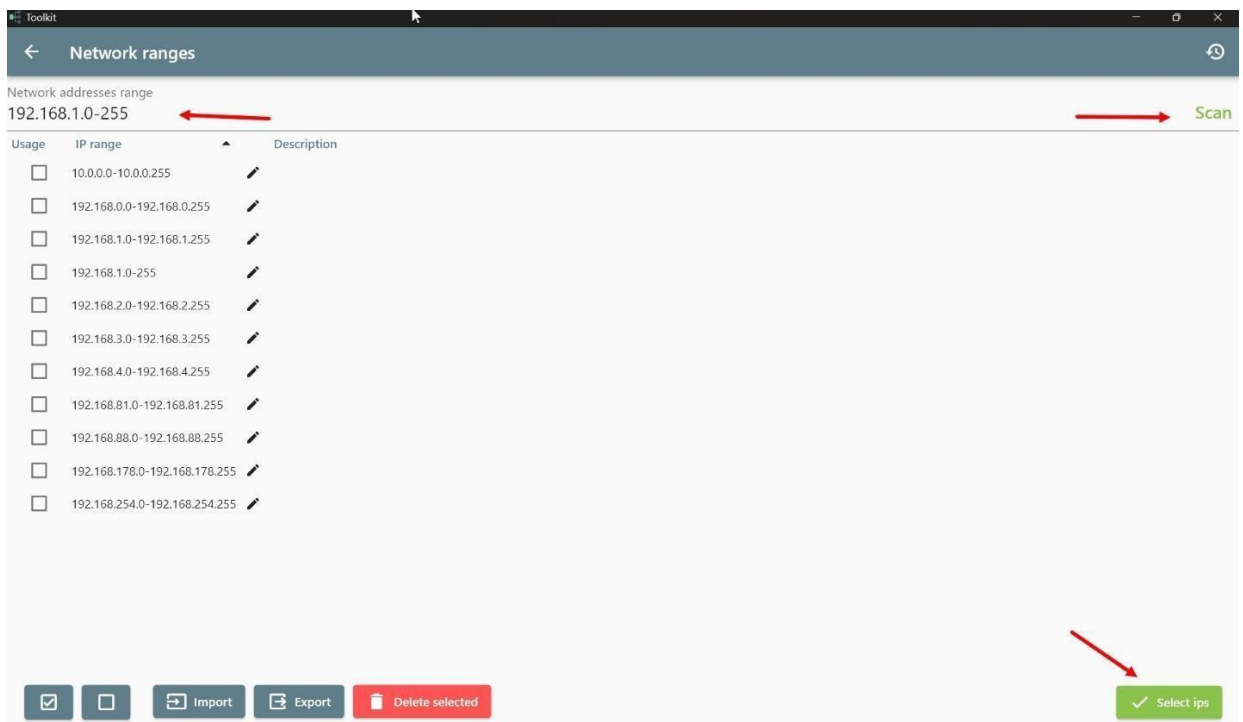 Toolkit
Network ranges
Network addresses range
192.168.1.0-255
Scan
Usage IP range Description
10.0.0.0-10.0.0.255
192.168.0.0-192.168.0.255
192.168.1.0-192.168.1.255
192.168.1.0-255
192.168.2.0-192.168.2.255
192.168.3.0-192.168.3.255
192.168.4.0-192.168.4.255
192.168.81.0-192.168.81.255
192.168.88.0-192.168.88.255
192.168.178.0-192.168.178.255
192.168.254.0-192.168.254.255
Import Export Delete selected Select ips